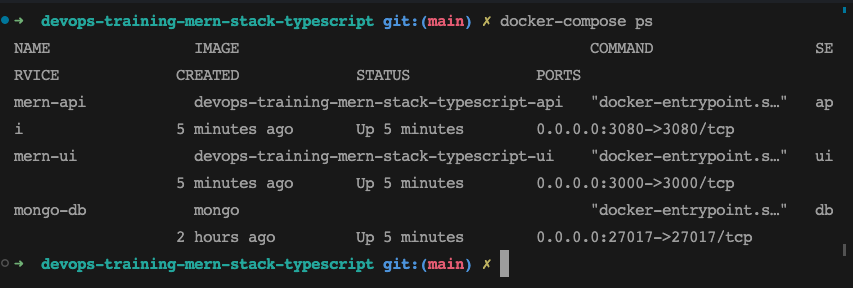 ➜  devops-training-mern-stack-typescript git:(main) ✗ docker-compose ps
NAME                IMAGE                                       COMMAND                  SE
RVICE             CREATED             STATUS              PORTS
mern-api            devops-training-mern-stack-typescript-api   "docker-entrypoint.s…"   ap
i                 5 minutes ago       Up 5 minutes        0.0.0.0:3080->3080/tcp
mern-ui             devops-training-mern-stack-typescript-ui    "docker-entrypoint.s…"   ui
                  5 minutes ago       Up 5 minutes        0.0.0.0:3000->3000/tcp
mongo-db            mongo                                       "docker-entrypoint.s…"   db
                  2 hours ago         Up 5 minutes        0.0.0.0:27017->27017/tcp
➜  devops-training-mern-stack-typescript git:(main) ✗